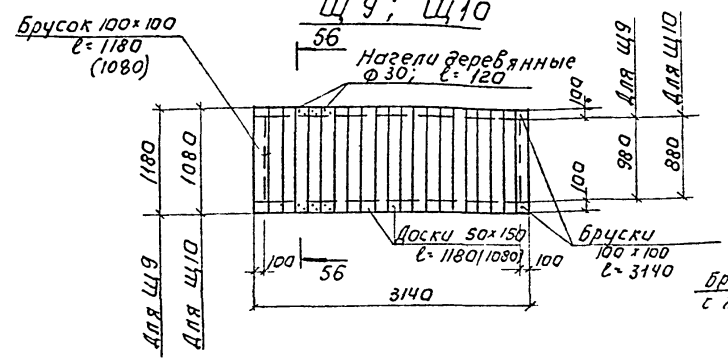 Щ9; Щ10
Брусок 100×100
ℓ= 1180
(1080)
56
Нагели деревянные
Ф 30; ℓ= 120
100
Для Щ9
Для Щ10
1180
1080
980
880
100
Доски 50×150
ℓ=1180(1080)
Бруски
100×100
ℓ=3140
100
56
100
3140
Для Щ9
Для Щ10